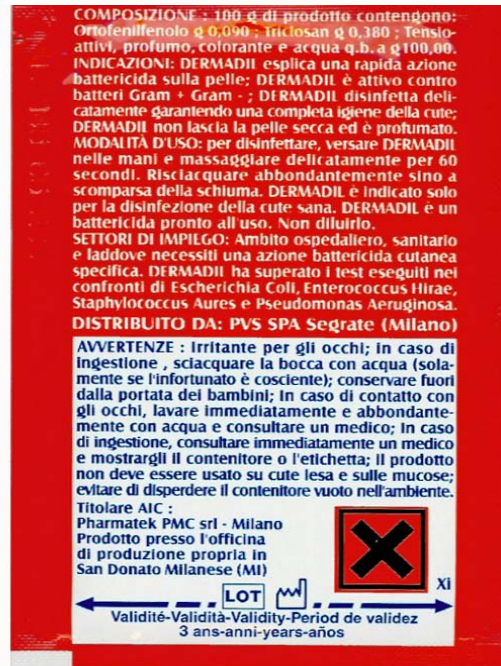 COMPOSIZIONE : 100 g di prodotto contengono:
Ortofenilfenolo g 0,090 ; Triclosan g 0,380 ; Tensio-
attivi, profumo, colorante e acqua q.b. a g 100,00.
INDICAZIONI: DERMADIL esplica una rapida azione
battericida sulla pelle; DERMADIL è attivo contro
batteri Gram + Gram - ; DERMADIL disinfetta deli-
catamente garantendo una completa igiene della cute;
DERMADIL non lascia la pelle secca ed è profumato.
MODALITÀ D'USO: per disinfettare, versare DERMADIL
nelle mani e massaggiare delicatamente per 60
secondi. Risciacquare abbondantemente sino a
scomparsa della schiuma. DERMADIL è indicato solo
per la disinfezione della cute sana. DERMADIL è un
battericida pronto all'uso. Non diluirlo.
SETTORI DI IMPIEGO: Ambito ospedaliero, sanitario
e laddove necessiti una azione battericida cutanea
specifica. DERMADIL ha superato i test eseguiti nei
confronti di Escherichia Coli, Enterococcus Hirae,
Staphylococcus Aures e Pseudomonas Aeruginosa.
DISTRIBUITO DA: PVS SPA Segrate (Milano)
AVVERTENZE : Irritante per gli occhi; in caso di
ingestione , sciacquare la bocca con acqua (sola-
mente se l'infortunato è cosciente); conservare fuori
dalla portata dei bambini; In caso di contatto con
gli occhi, lavare immediatamente e abbondante-
mente con acqua e consultare un medico; In caso
di ingestione, consultare immediatamente un medico
e mostrargli il contenitore o l'etichetta; Il prodotto
non deve essere usato su cute lesa e sulle mucose;
evitare di disperdere il contenitore vuoto nell'ambiente.
Titolare AIC :
Pharmatek PMC srl - Milano
Prodotto presso l'officina
di produzione propria in
San Donato Milanese (MI)
Xi
LOT
Validité-Validità-Validity-Period de validez
3 ans-anni-years-años